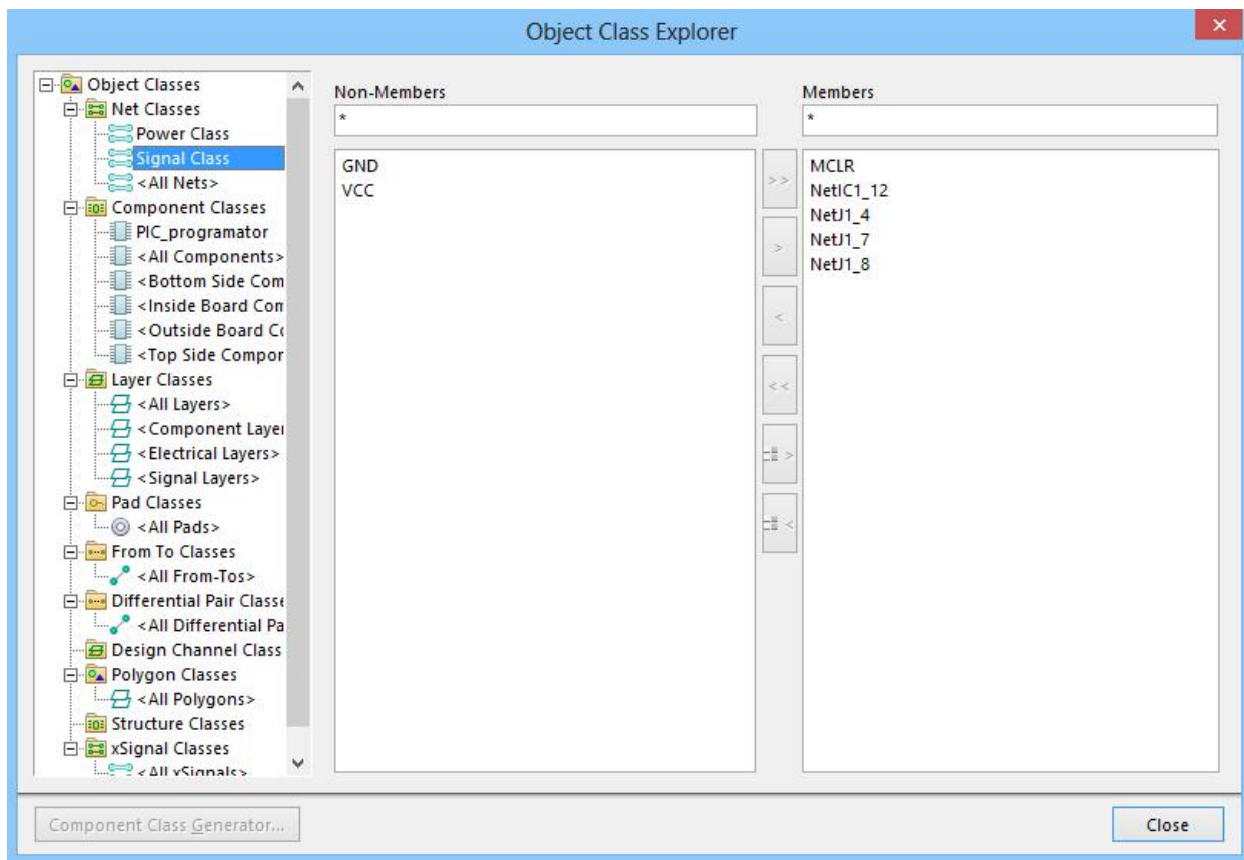 Object Class Explorer
Object Classes
Net Classes
Power Class
Signal Class
<All Nets>
Component Classes
PIC_programator
<All Components>
<Bottom Side Com
<Inside Board Com
<Outside Board Co
<Top Side Compor
Layer Classes
<All Layers>
<Component Layer
<Electrical Layers>
<Signal Layers>
Pad Classes
<All Pads>
From To Classes
<All From-Tos>
Differential Pair Classe
<All Differential Pa
Design Channel Class
Polygon Classes
<All Polygons>
Structure Classes
xSignal Classes
<All xSignals>
Non-Members
*
GND
VCC
>>
>
<
<<
>
<
Members
*
MCLR
NetIC1_12
NetJ1_4
NetJ1_7
NetJ1_8
Component Class Generator...
Close